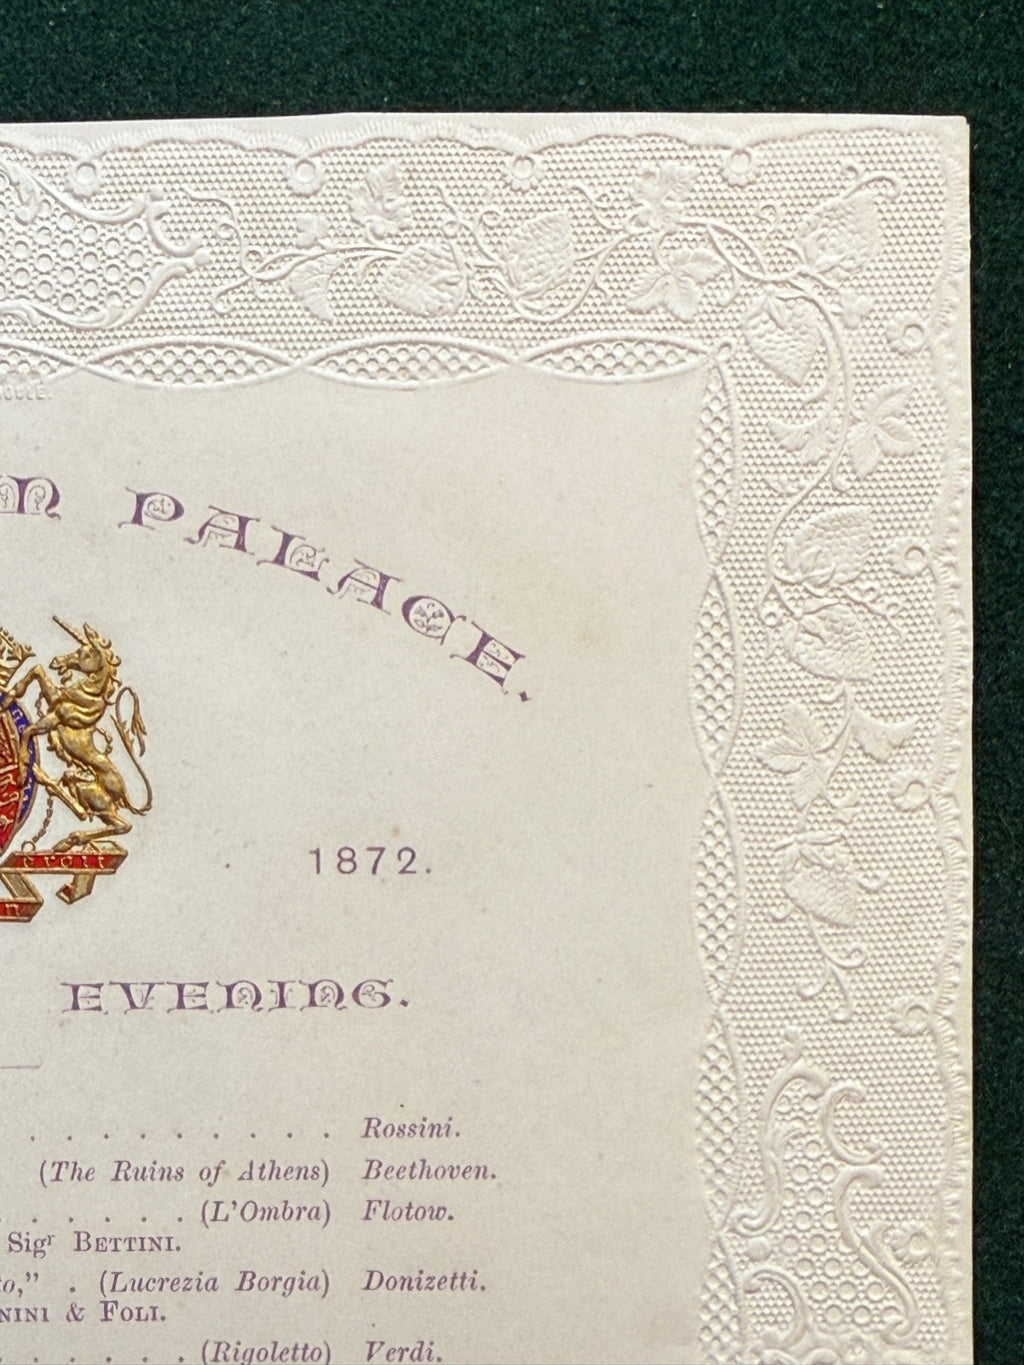 PALACE.
1872.
EVENING.
. . . . . . . . . . Rossini.
(The Ruins of Athens) Beethoven.
. . . . . . (L'Ombra) Flotow.
Sigr BETTINI.
. (Lucrezia Borgia) Donizetti.
& FOLI.
. . . . . . (Rigoletto) Verdi.